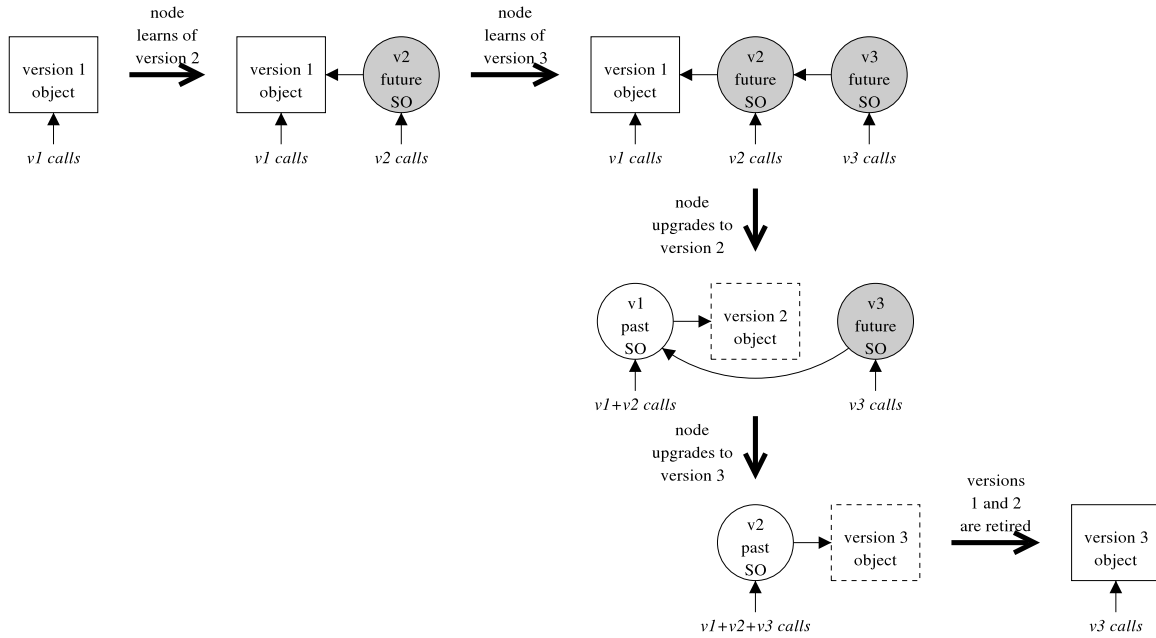 node
learns of
version 2
node
learns of
version 3
version 1
object
version 1
object
v2
future
SO
version 1
object
v2
future
SO
v3
future
SO
v1 calls
v1 calls
v2 calls
v1 calls
v2 calls
v3 calls
node
upgrades to
version 2
v1
past
SO
version 2
object
v3
future
SO
v1+v2 calls
v3 calls
node
upgrades to
version 3
versions
1 and 2
are retired
v2
past
SO
version 3
object
version 3
object
v1+v2+v3 calls
v3 calls